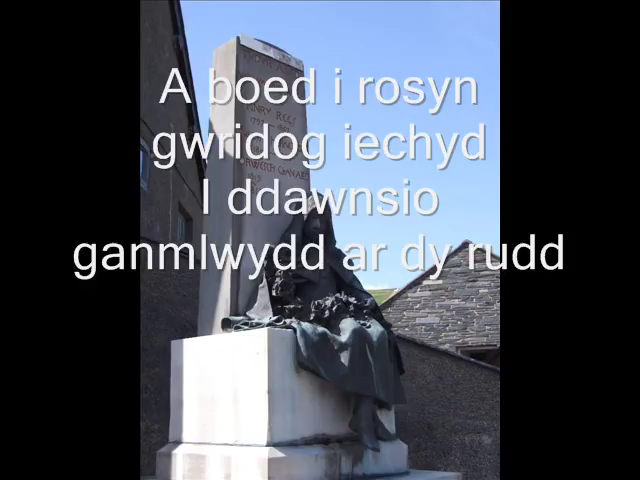 A boed i rosyn
gwridog iechyd
I ddawnsio
ganmlwydd ar dy rudd